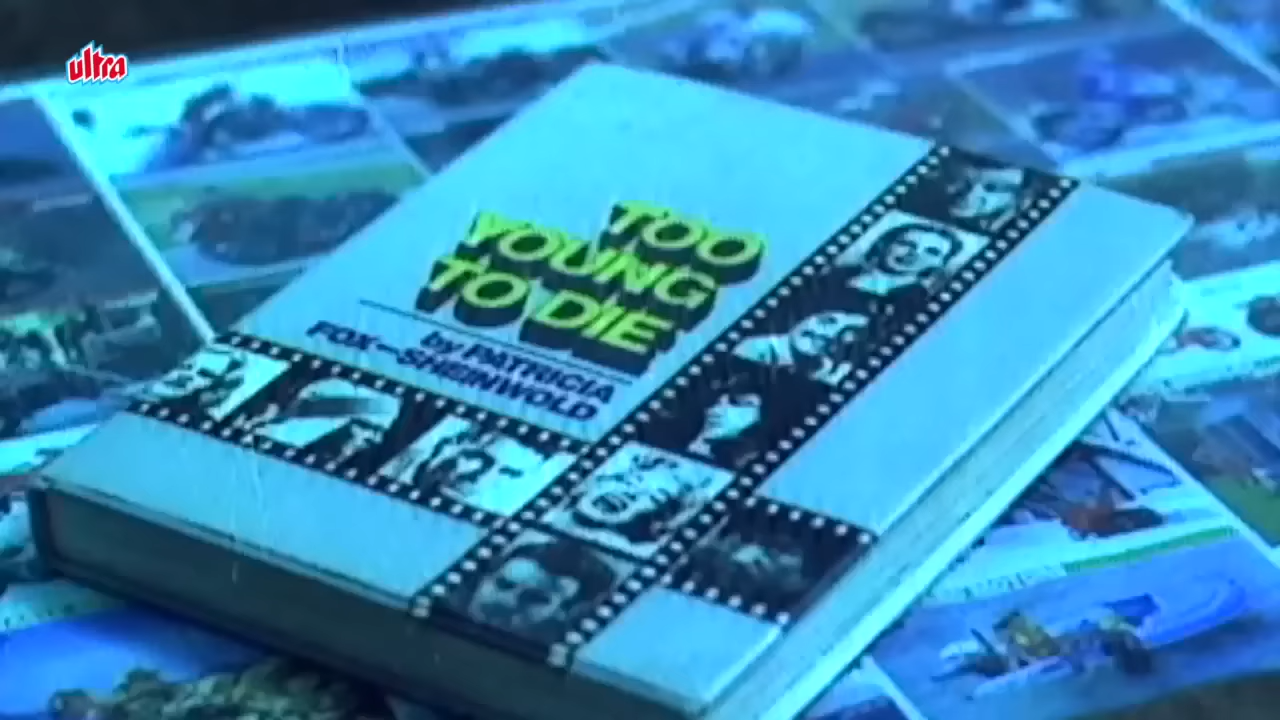 ultra
TOO
YOUNG
TO DIE
by PATRICIA
FOX-SHEINWOLD